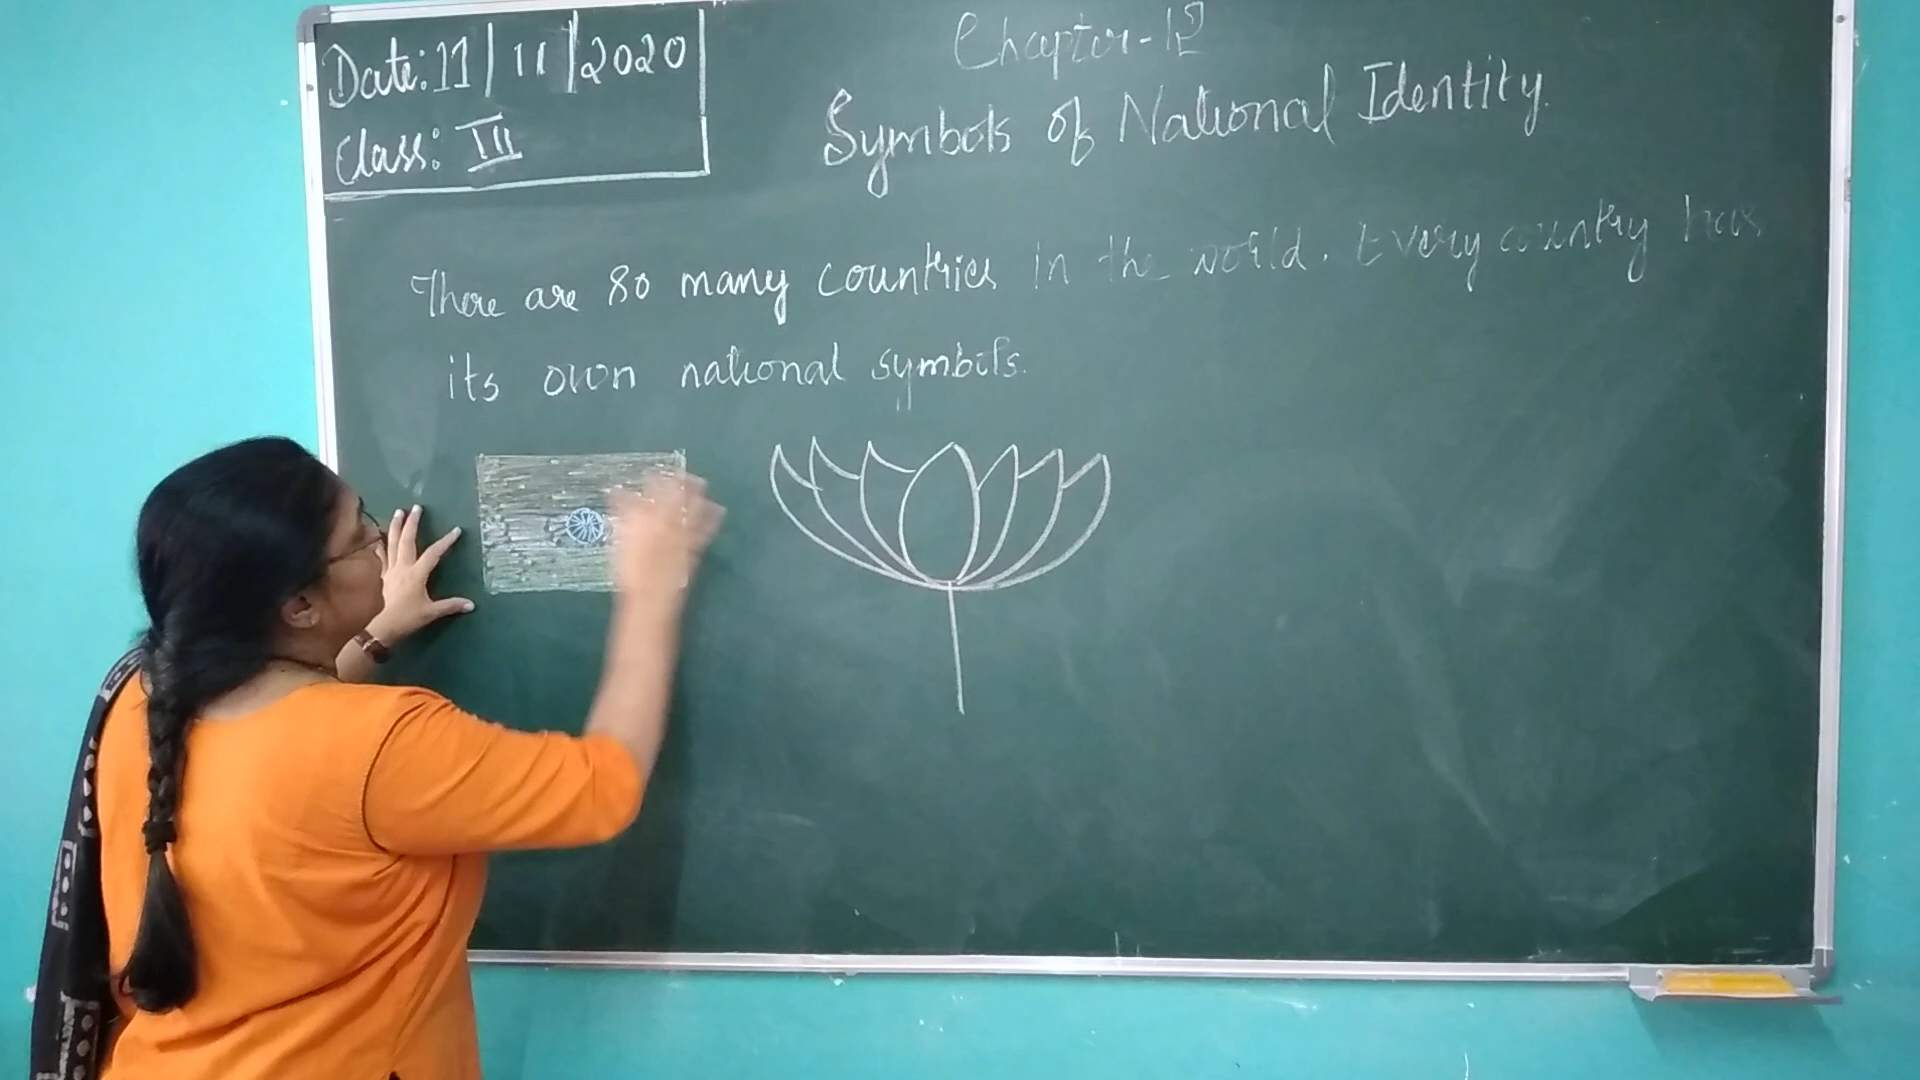 Date: 11/11/2020
Class: III
Chapter-12
Symbols of National Identity.
There are so many countries in the world. Every country has
its own national symbols.